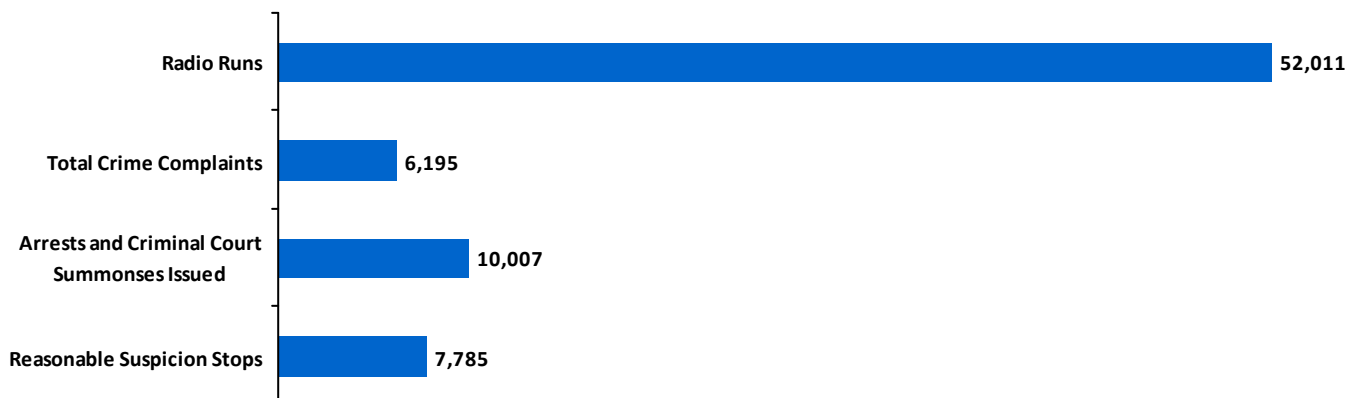 Radio Runs
52,011
Total Crime Complaints
6,195
Arrests and Criminal Court
Summonses Issued
10,007
Reasonable Suspicion Stops
7,785